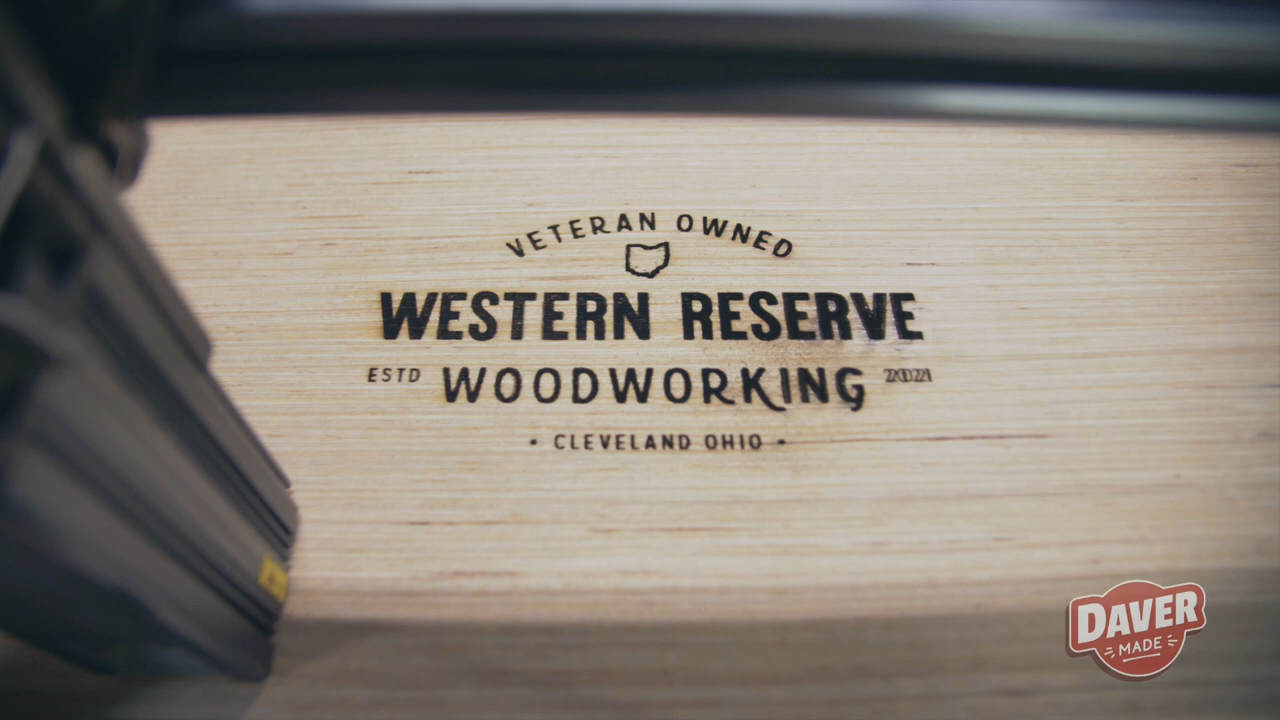 VETERAN OWNED
WESTERN RESERVE
ESTD WOODWORKING 2021
• CLEVELAND OHIO •
DAVER
MADE